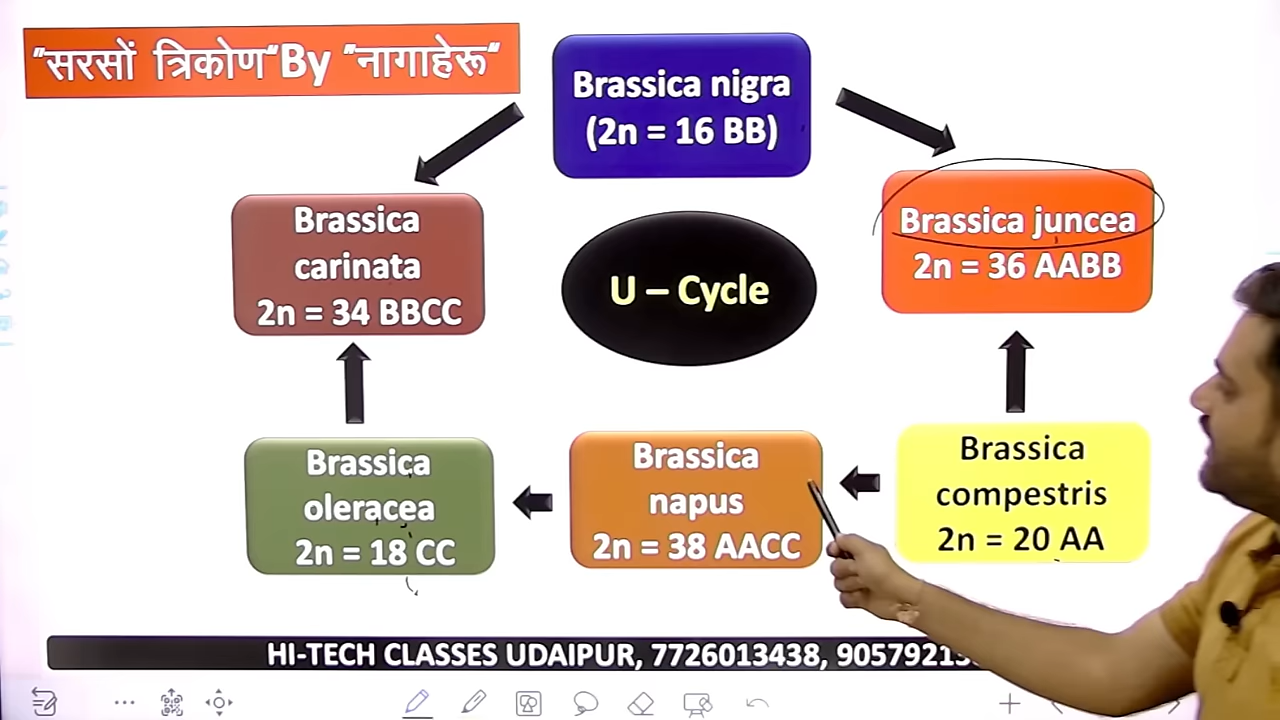 "सरसों त्रिकोण"By "नागाहेरू"
Brassica nigra
(2n = 16 BB)
Brassica
carinata
2n = 34 BBCC
U – Cycle
Brassica juncea
2n = 36 AABB
Brassica
oleracea
2n = 18 CC
Brassica
napus
2n = 38 AACC
Brassica
compestris
2n = 20 AA
HI-TECH CLASSES UDAIPUR, 7726013438,